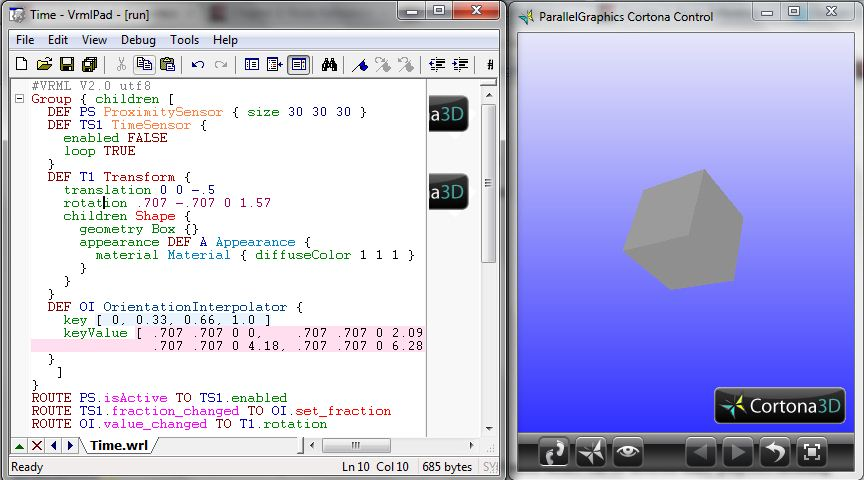 Time - VrmlPad - [run]
File Edit View Debug Tools Help
#VRML V2.0 utf8
Group { children [
DEF PS ProximitySensor { size 30 30 30 }
DEF TS1 TimeSensor {
enabled FALSE
loop TRUE
}
DEF T1 Transform {
translation 0 0 -.5
rotation .707 -.707 0 1.57
children Shape {
geometry Box {}
appearance DEF A Appearance {
material Material { diffuseColor 1 1 1 }
}
}
}
DEF OI OrientationInterpolator {
key [ 0, 0.33, 0.66, 1.0 ]
keyValue [ .707 .707 0 0, .707 .707 0 2.09
.707 .707 0 4.18, .707 .707 0 6.28
}
]
}
ROUTE PS.isActive TO TS1.enabled
ROUTE TS1.fraction_changed TO OI.set_fraction
ROUTE OI.value_changed TO T1.rotation
a3D
a3D
Time.wrl
Ready Ln 10 Col 10 685 bytes SY
ParallelGraphics Cortona Control
Cortona3D